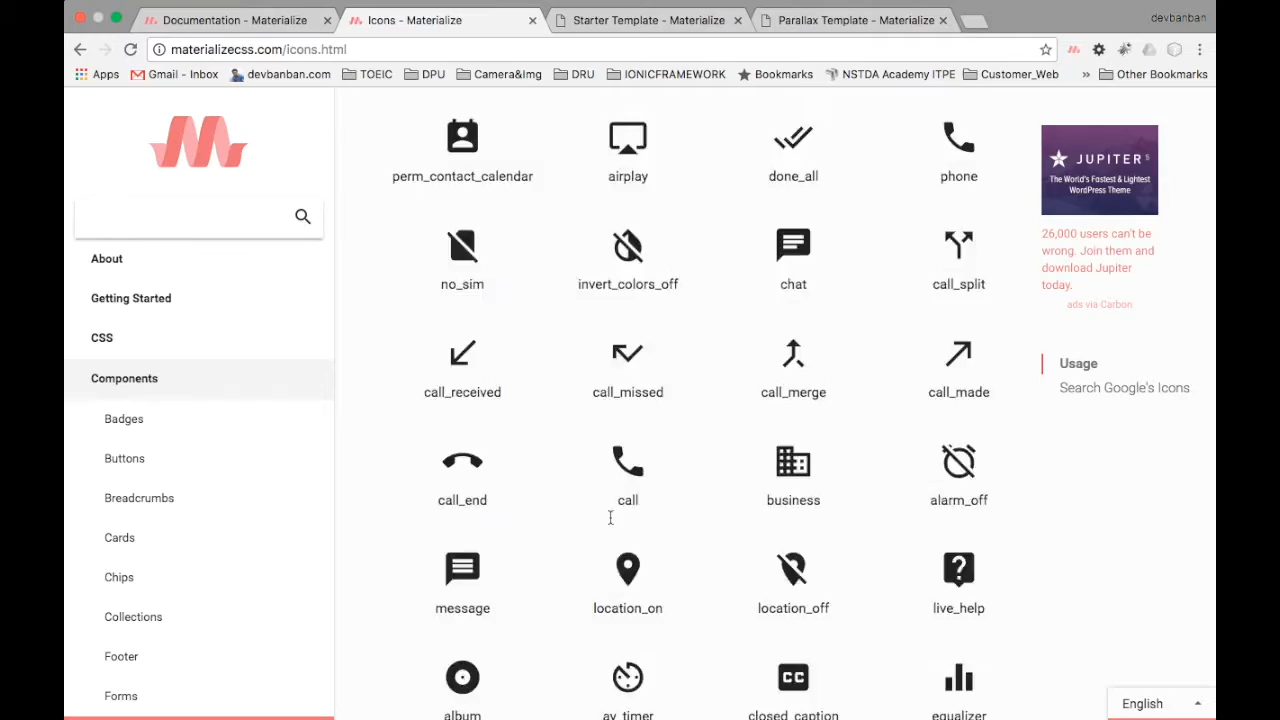 Documentation - Materialize
Icons - Materialize
Starter Template - Materialize
Parallax Template - Materialize
devbanban
materializecss.com/icons.html
Apps
Gmail - Inbox
devbanban.com
TOEIC
DPU
Camera&Img
DRU
IONICFRAMEWORK
Bookmarks
NSTDA Academy ITPE
Customer_Web
»
Other Bookmarks
About
Getting Started
CSS
Components
Badges
Buttons
Breadcrumbs
Cards
Chips
Collections
Footer
Forms
perm_contact_calendar
airplay
done_all
phone
no_sim
invert_colors_off
chat
call_split
call_received
call_missed
call_merge
call_made
call_end
call
business
alarm_off
message
location_on
location_off
live_help
CC
album
av_timer
closed_caption
equalizer
JUPITER 5
The World's Fastest & Lightest
WordPress Theme
26,000 users can't be
wrong. Join them and
download Jupiter
today.
ads via Carbon
Usage
Search Google's Icons
English